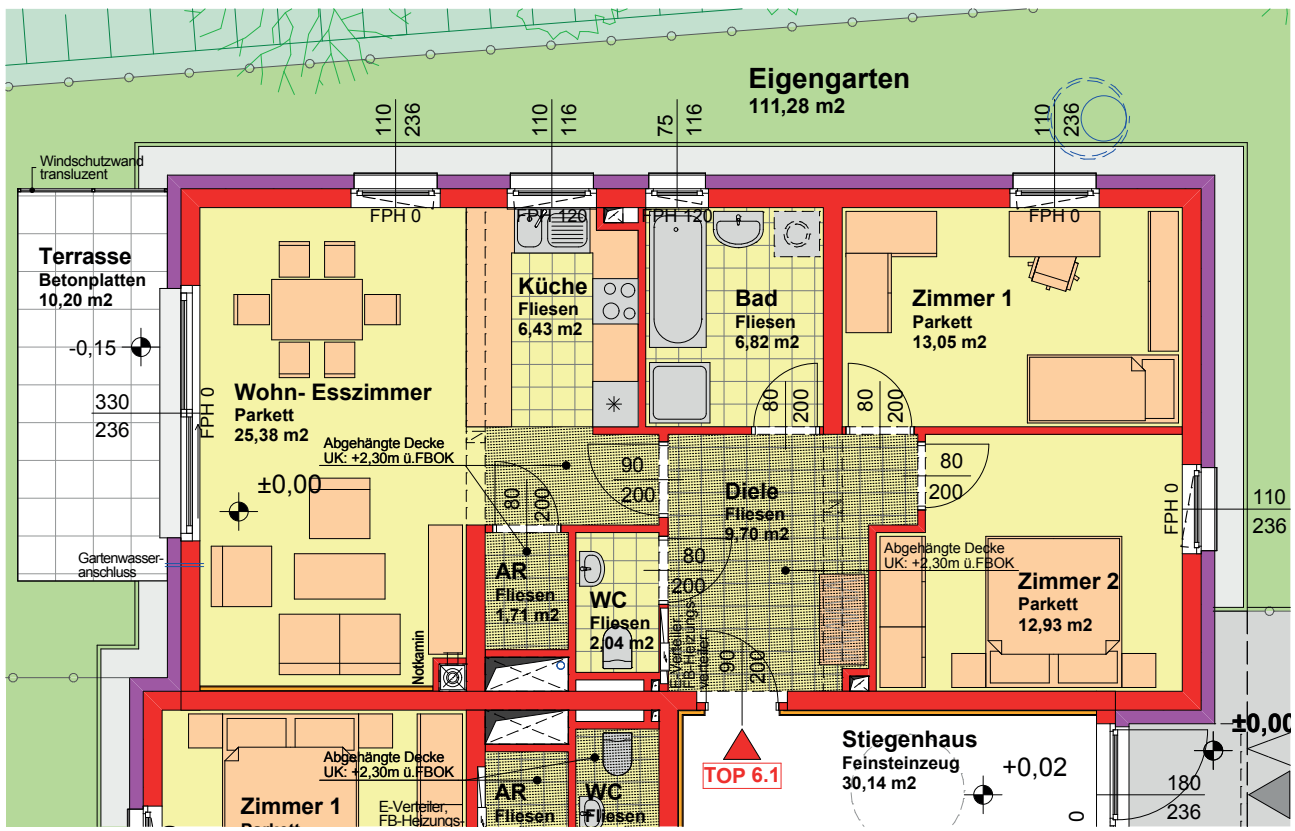 Eigengarten
111,28 m2
110
236
110
116
75
116
110
236
Windschutzwand
transluzent
FPH 0
FPH 120
FPH 120
FPH 0
Terrasse
Betonplatten
10,20 m2
-0,15
330
236
FPH 0
Wohn- Esszimmer
Parkett
25,38 m2
±0,00
Küche
Fliesen
6,43 m2
Bad
Fliesen
6,82 m2
Zimmer 1
Parkett
13,05 m2
80
200
80
200
Abgehängte Decke
UK: +2,30m ü.FBOK
90
200
80
200
Diele
Fliesen
9,70 m2
80
200
FPH 0
110
236
Gartenwasser-
anschluss
AR
Fliesen
1,71 m2
WC
Fliesen
2,04 m2
80
200
Abgehängte Decke
UK: +2,30m ü.FBOK
Zimmer 2
Parkett
12,93 m2
Notkamin
E-Verteiler,
FB-Heizungs-
verteiler
90
200
TOP 6.1
Stiegenhaus
Feinsteinzeug
30,14 m2
+0,02
±0,00
180
236
Abgehängte Decke
UK: +2,30m ü.FBOK
Zimmer 1
Parkett
E-Verteiler,
FB-Heizungs-
AR
Fliesen
WC
Fliesen
0